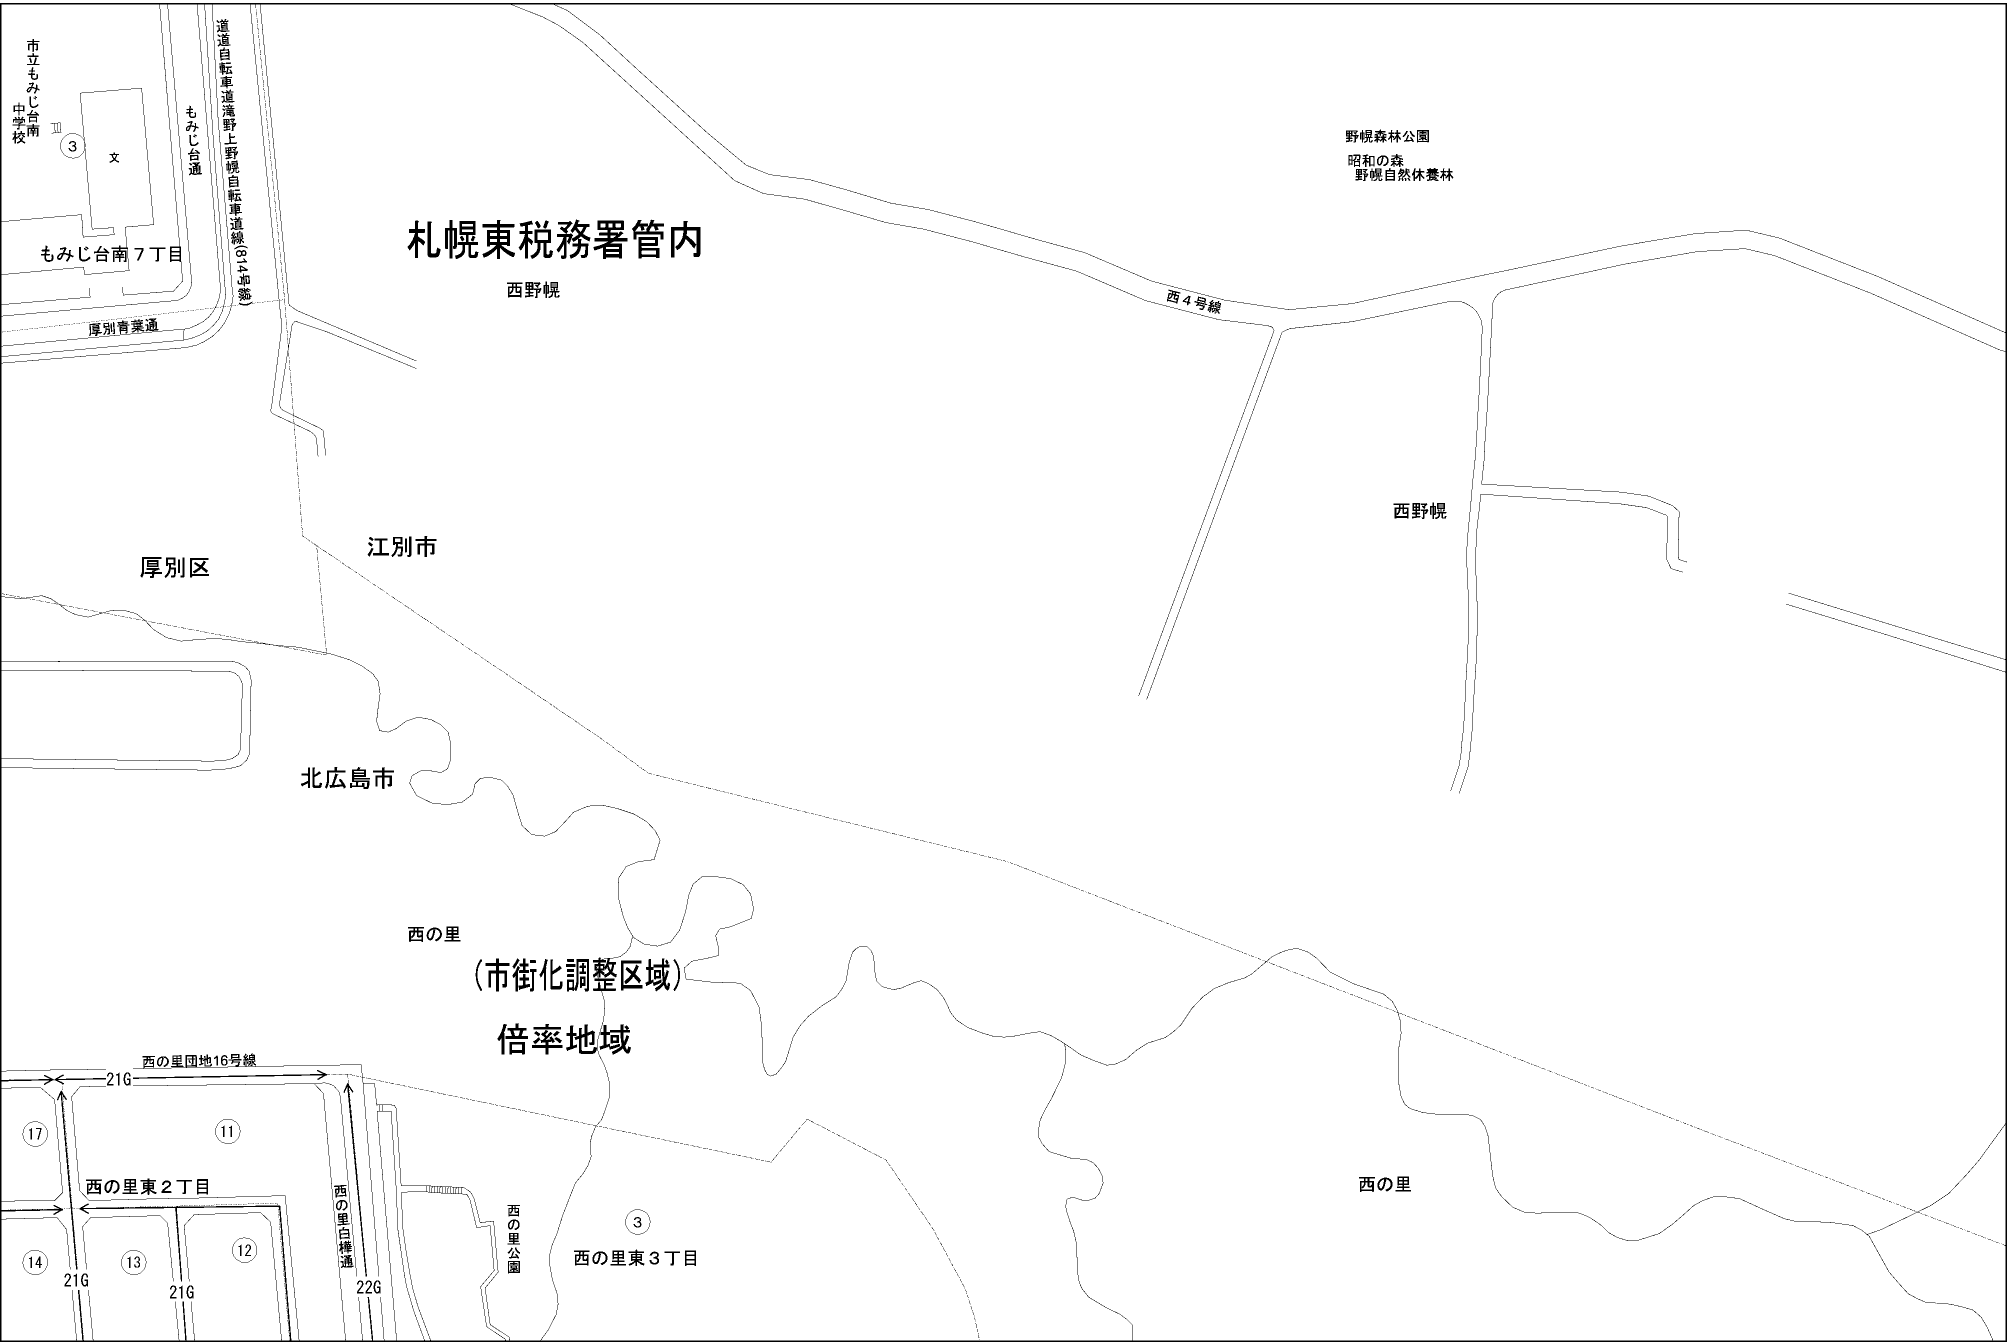 市立もみじ台南
中学校
3
文
もみじ台通
道道自転車道滝野上野幌自転車道線(814号線)
もみじ台南7丁目
厚別青葉通
札幌東税務署管内
西野幌
野幌森林公園
昭和の森
野幌自然休養林
西4号線
西野幌
江別市
厚別区
北広島市
西の里
(市街化調整区域)
倍率地域
西の里団地16号線
21G
17
11
西の里東2丁目
西の里白樺通
14
13
12
21G
21G
22G
西の里公園
3
西の里東3丁目
西の里